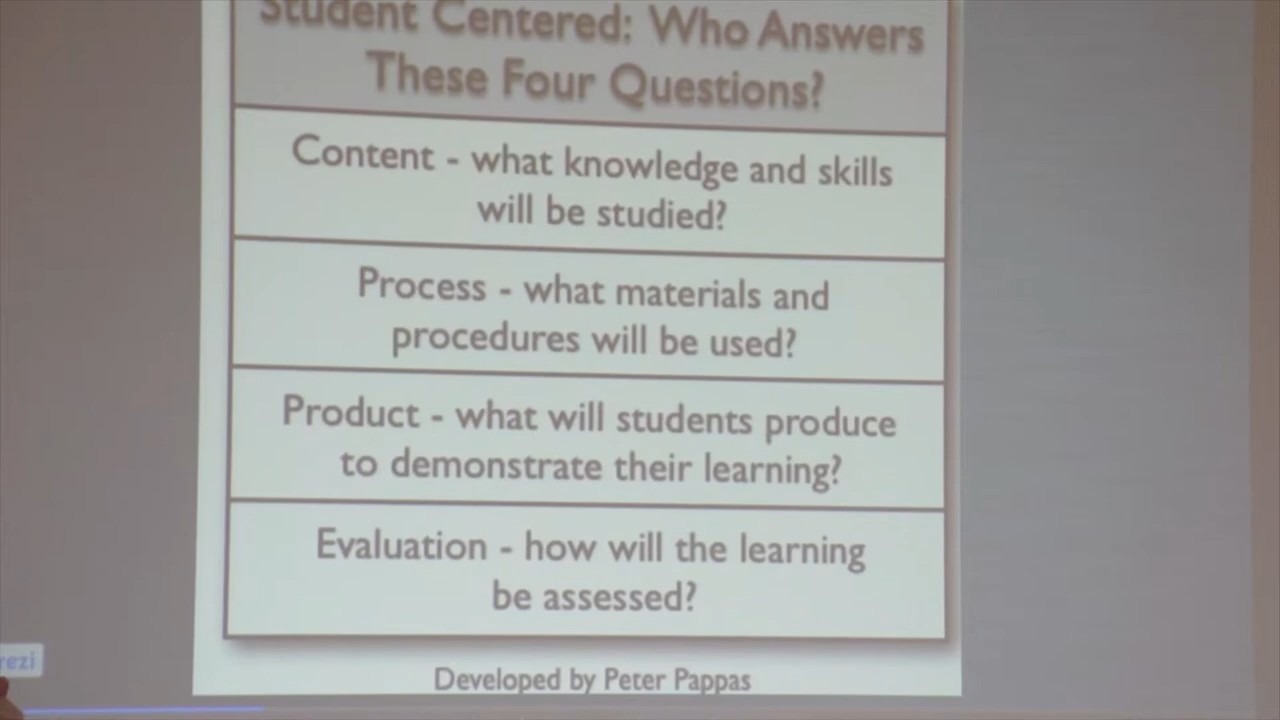 Student Centered: Who Answers
These Four Questions?
Content - what knowledge and skills
will be studied?
Process - what materials and
procedures will be used?
Product - what will students produce
to demonstrate their learning?
Evaluation - how will the learning
be assessed?
Developed by Peter Pappas
rezi